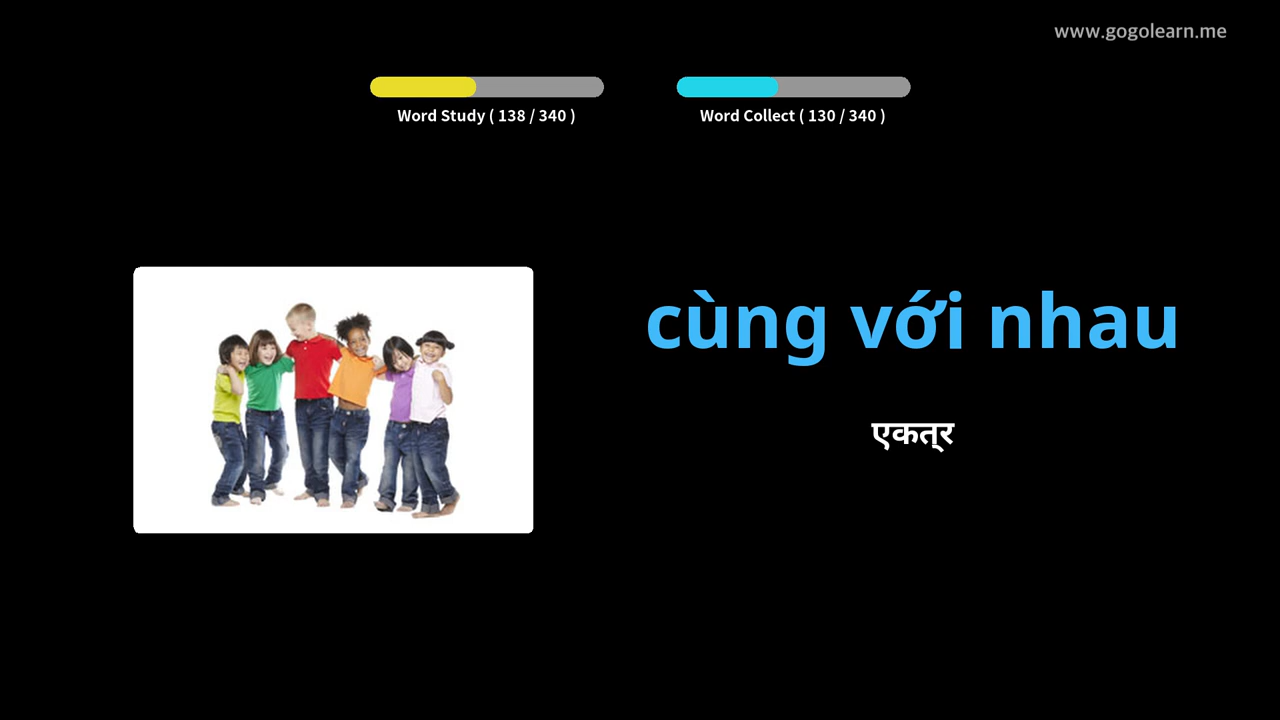 www.gogolearn.me
Word Study ( 138 / 340 )
Word Collect ( 130 / 340 )
cùng với nhau
एकत्र